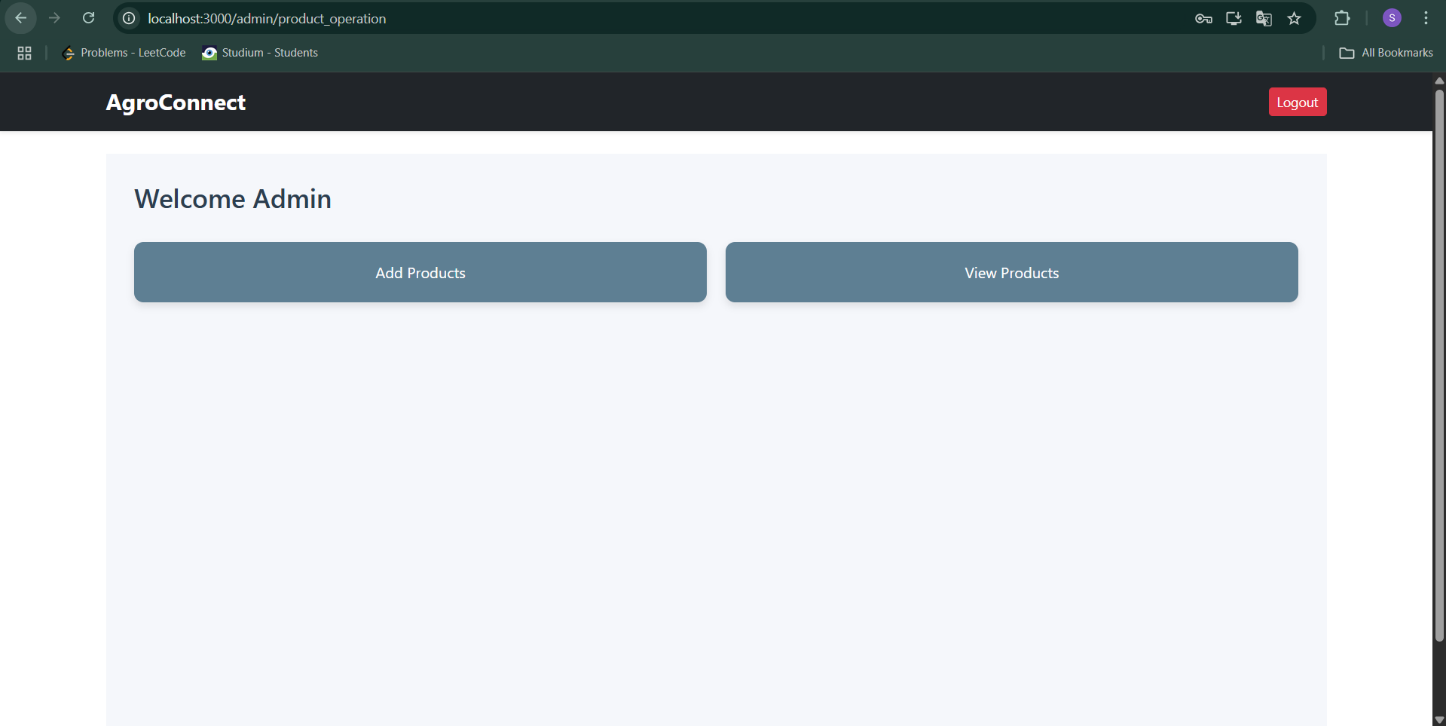 localhost:3000/admin/product_operation
S
Problems - LeetCode
Studium - Students
All Bookmarks
AgroConnect
Logout
Welcome Admin
Add Products
View Products